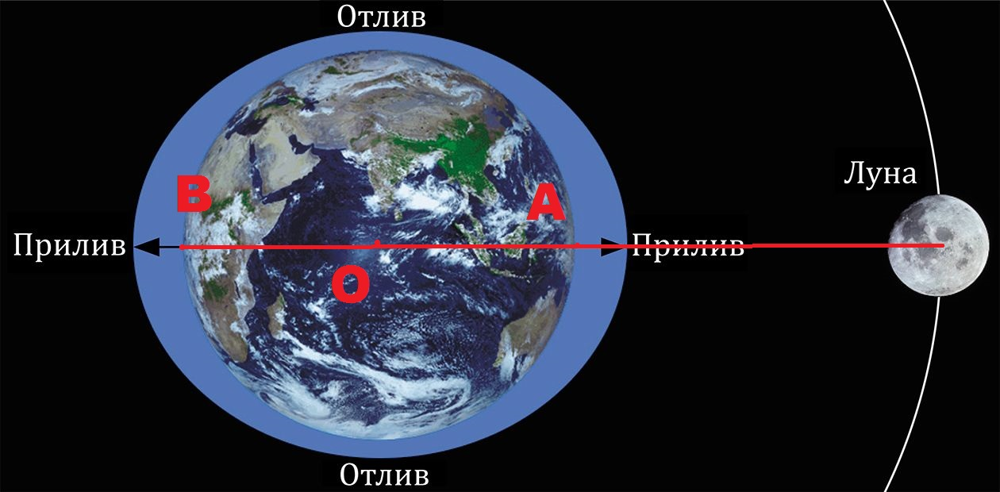 Отлив
Луна
В
А
Прилив
Прилив
О
Отлив